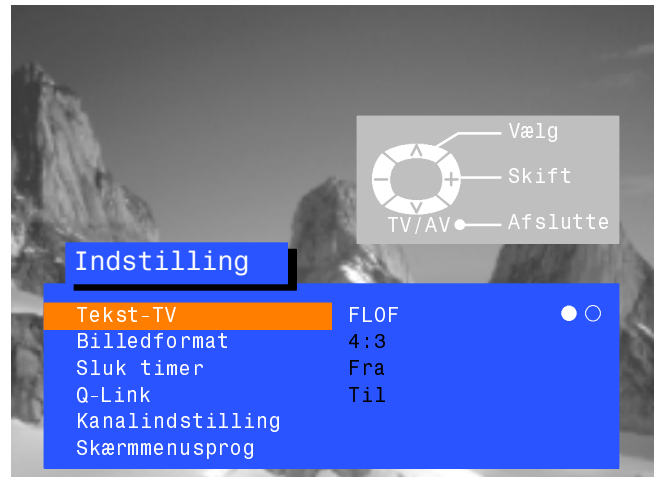 Vælg
Skift
TV/AV Afslutte
Indstilling
Tekst-TV FLOF
Billedformat 4:3
Sluk timer Fra
Q-Link Til
Kanalindstilling
Skærmmenusprog